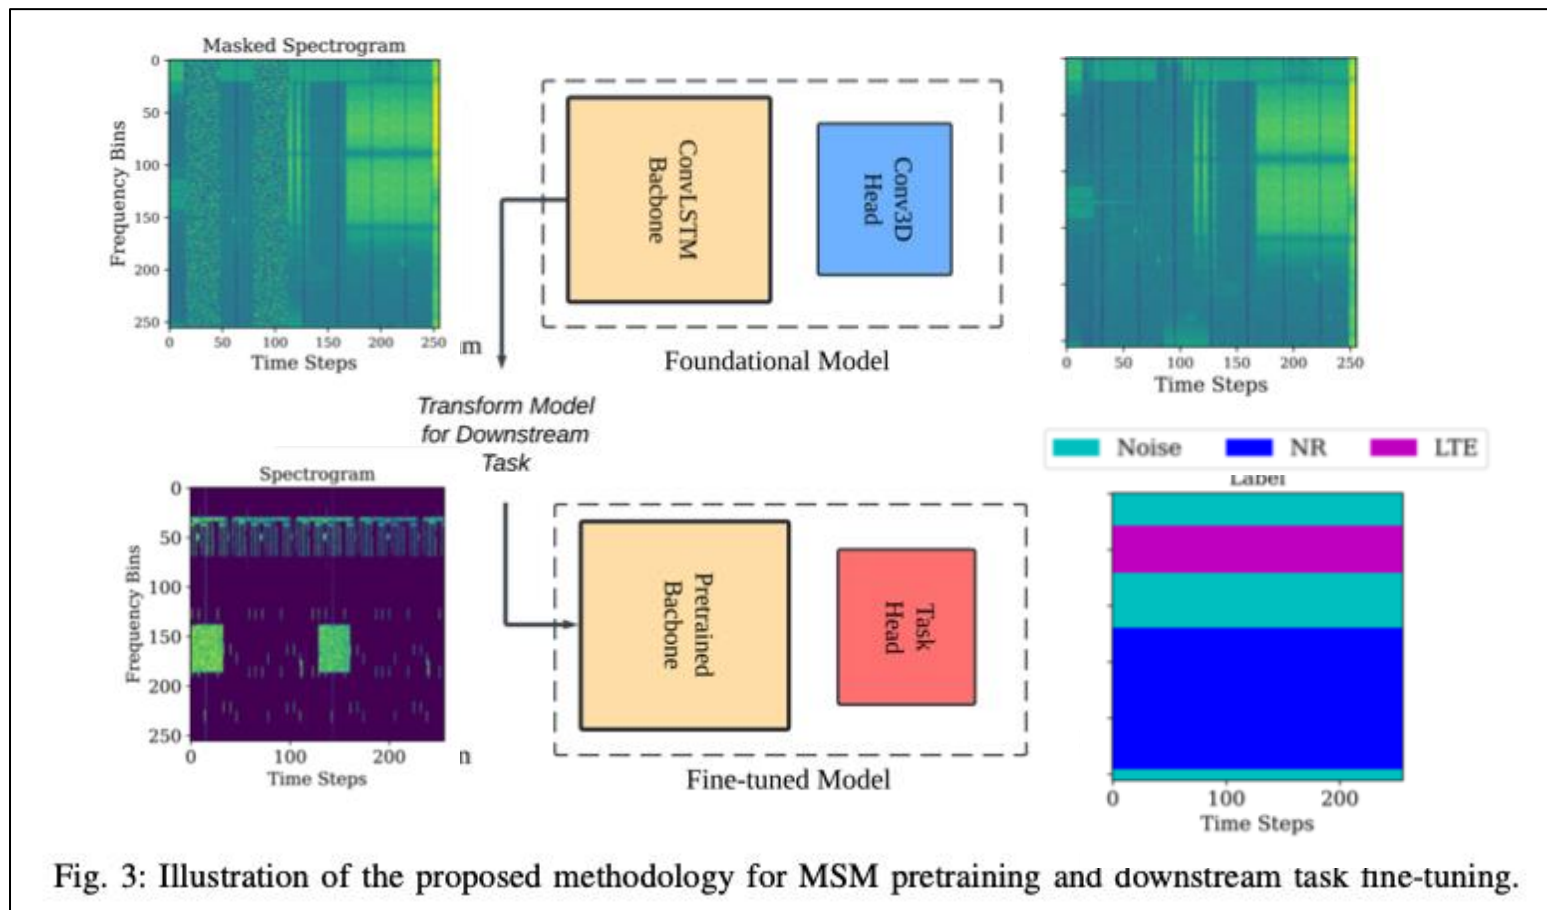 Masked Spectrogram
0
50
100
150
200
250
Frequency Bins
0 50 100 150 200 250
Time Steps
ConvLSTM
Bacbone
Conv3D
Head
Foundational Model
0 50 100 150 200 250
Time Steps
Transform Model
for Downstream
Task
Spectrogram
0
50
100
150
200
250
Frequency Bins
0 100 200
Time Steps
Pretrained
Bacbone
Task
Head
Fine-tuned Model
Noise NR LTE
Label
0 100 200
Time Steps
Fig. 3: Illustration of the proposed methodology for MSM pretraining and downstream task fine-tuning.